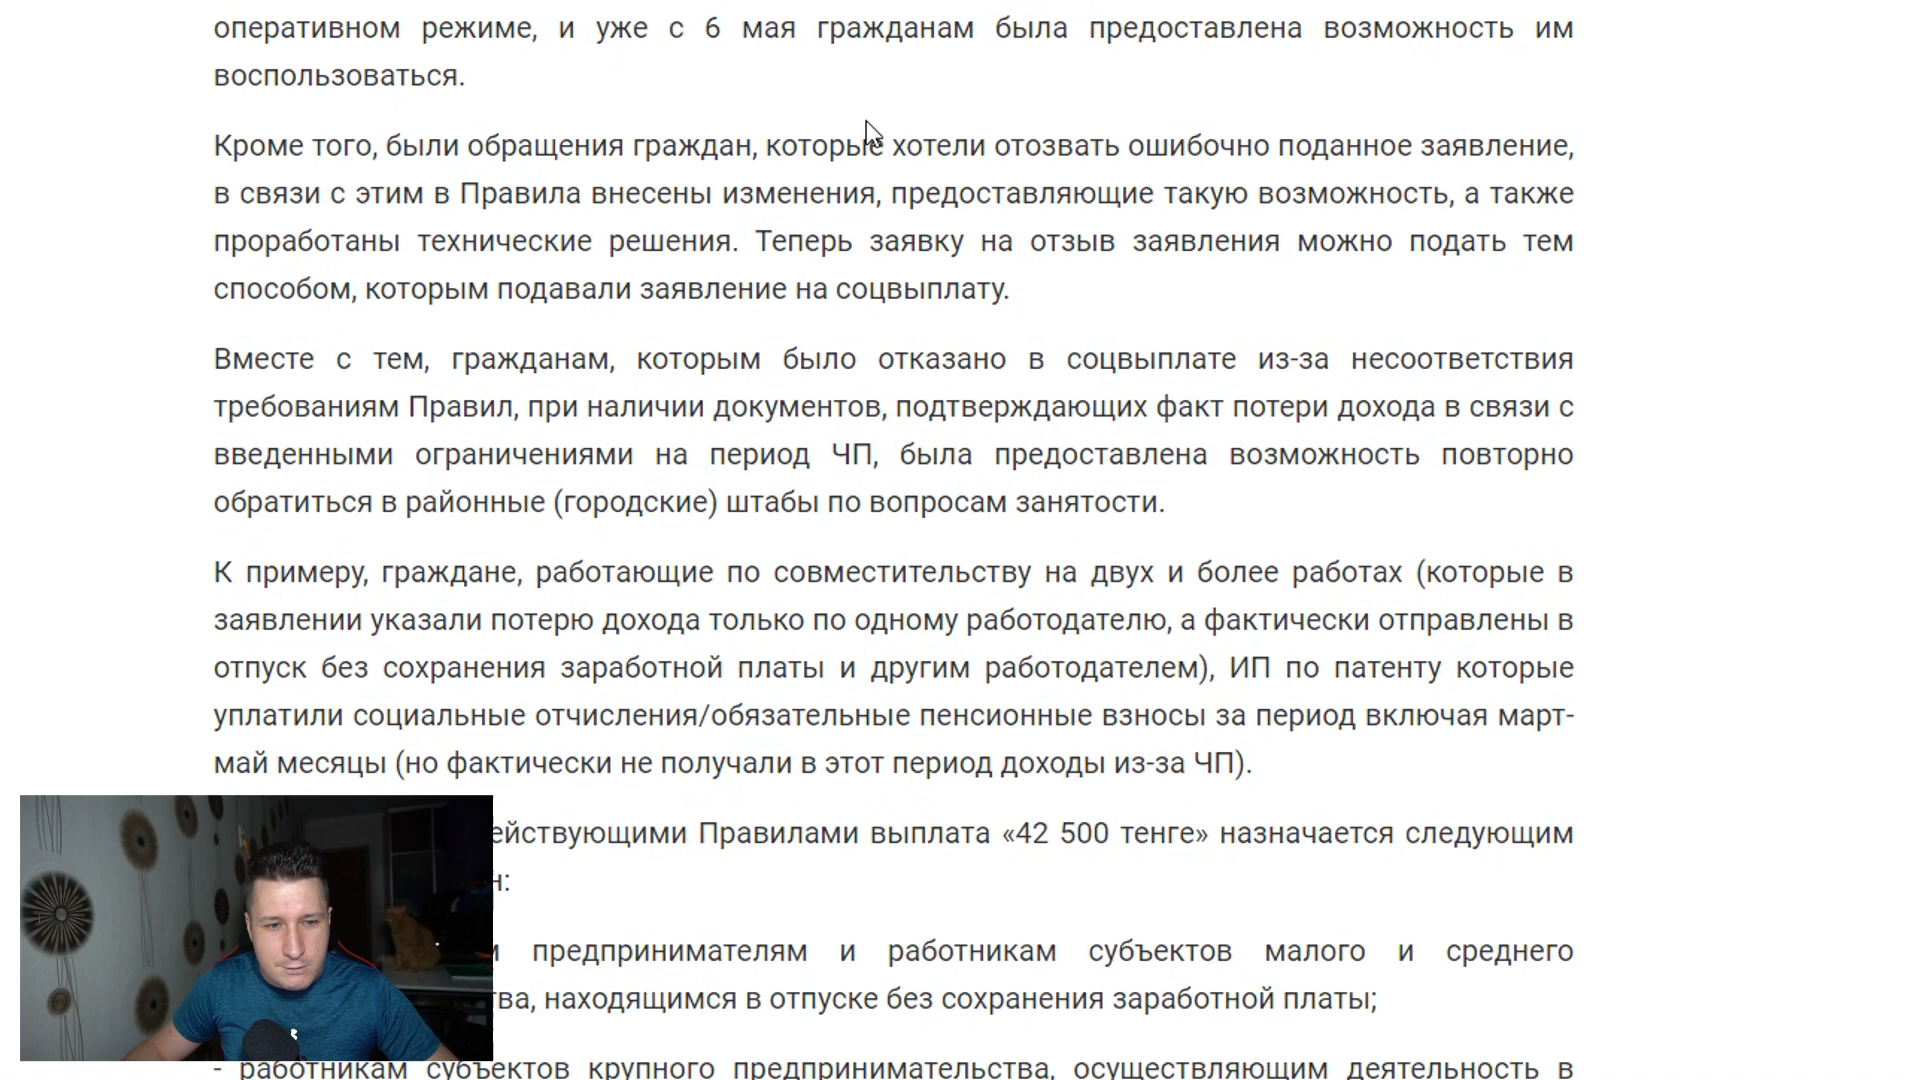 оперативном режиме, и уже с 6 мая гражданам была предоставлена возможность им
воспользоваться.
Кроме того, были обращения граждан, которые хотели отозвать ошибочно поданное заявление,
в связи с этим в Правила внесены изменения, предоставляющие такую возможность, а также
проработаны технические решения. Теперь заявку на отзыв заявления можно подать тем
способом, которым подавали заявление на соцвыплату.
Вместе с тем, гражданам, которым было отказано в соцвыплате из-за несоответствия
требованиям Правил, при наличии документов, подтверждающих факт потери дохода в связи с
введенными ограничениями на период ЧП, была предоставлена возможность повторно
обратиться в районные (городские) штабы по вопросам занятости.
К примеру, граждане, работающие по совместительству на двух и более работах (которые в
заявлении указали потерю дохода только по одному работодателю, а фактически отправлены в
отпуск без сохранения заработной платы и другим работодателем), ИП по патенту которые
уплатили социальные отчисления/обязательные пенсионные взносы за период включая март-
май месяцы (но фактически не получали в этот период доходы из-за ЧП).
ействующими Правилами выплата «42 500 тенге» назначается следующим
н:
предпринимателям и работникам субъектов малого и среднего
тва, находящимся в отпуске без сохранения заработной платы;
- работникам субъектов крупного предпринимательства, осуществляющим деятельность в